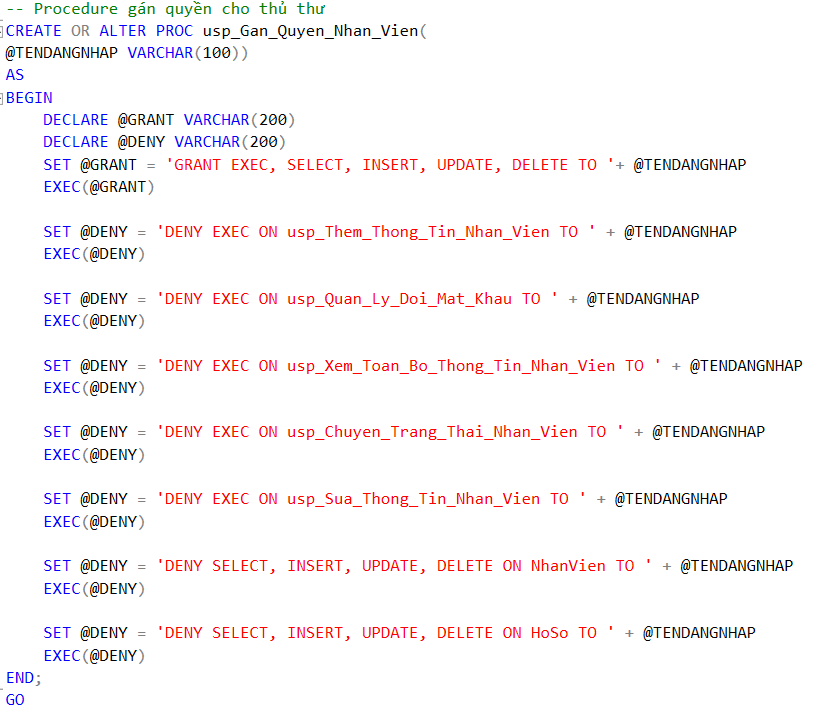 -- Procedure gán quyền cho thủ thư
CREATE OR ALTER PROC usp_Gan_Quyen_Nhan_Vien(
@TENDANGNHAP VARCHAR(100))
AS
BEGIN
    DECLARE @GRANT VARCHAR(200)
    DECLARE @DENY VARCHAR(200)
    SET @GRANT = 'GRANT EXEC, SELECT, INSERT, UPDATE, DELETE TO '+ @TENDANGNHAP
    EXEC(@GRANT)

    SET @DENY = 'DENY EXEC ON usp_Them_Thong_Tin_Nhan_Vien TO ' + @TENDANGNHAP
    EXEC(@DENY)

    SET @DENY = 'DENY EXEC ON usp_Quan_Ly_Doi_Mat_Khau TO ' + @TENDANGNHAP
    EXEC(@DENY)

    SET @DENY = 'DENY EXEC ON usp_Xem_Toan_Bo_Thong_Tin_Nhan_Vien TO ' + @TENDANGNHAP
    EXEC(@DENY)

    SET @DENY = 'DENY EXEC ON usp_Chuyen_Trang_Thai_Nhan_Vien TO ' + @TENDANGNHAP
    EXEC(@DENY)

    SET @DENY = 'DENY EXEC ON usp_Sua_Thong_Tin_Nhan_Vien TO ' + @TENDANGNHAP
    EXEC(@DENY)

    SET @DENY = 'DENY SELECT, INSERT, UPDATE, DELETE ON NhanVien TO ' + @TENDANGNHAP
    EXEC(@DENY)

    SET @DENY = 'DENY SELECT, INSERT, UPDATE, DELETE ON HoSo TO ' + @TENDANGNHAP
    EXEC(@DENY)
END;
GO